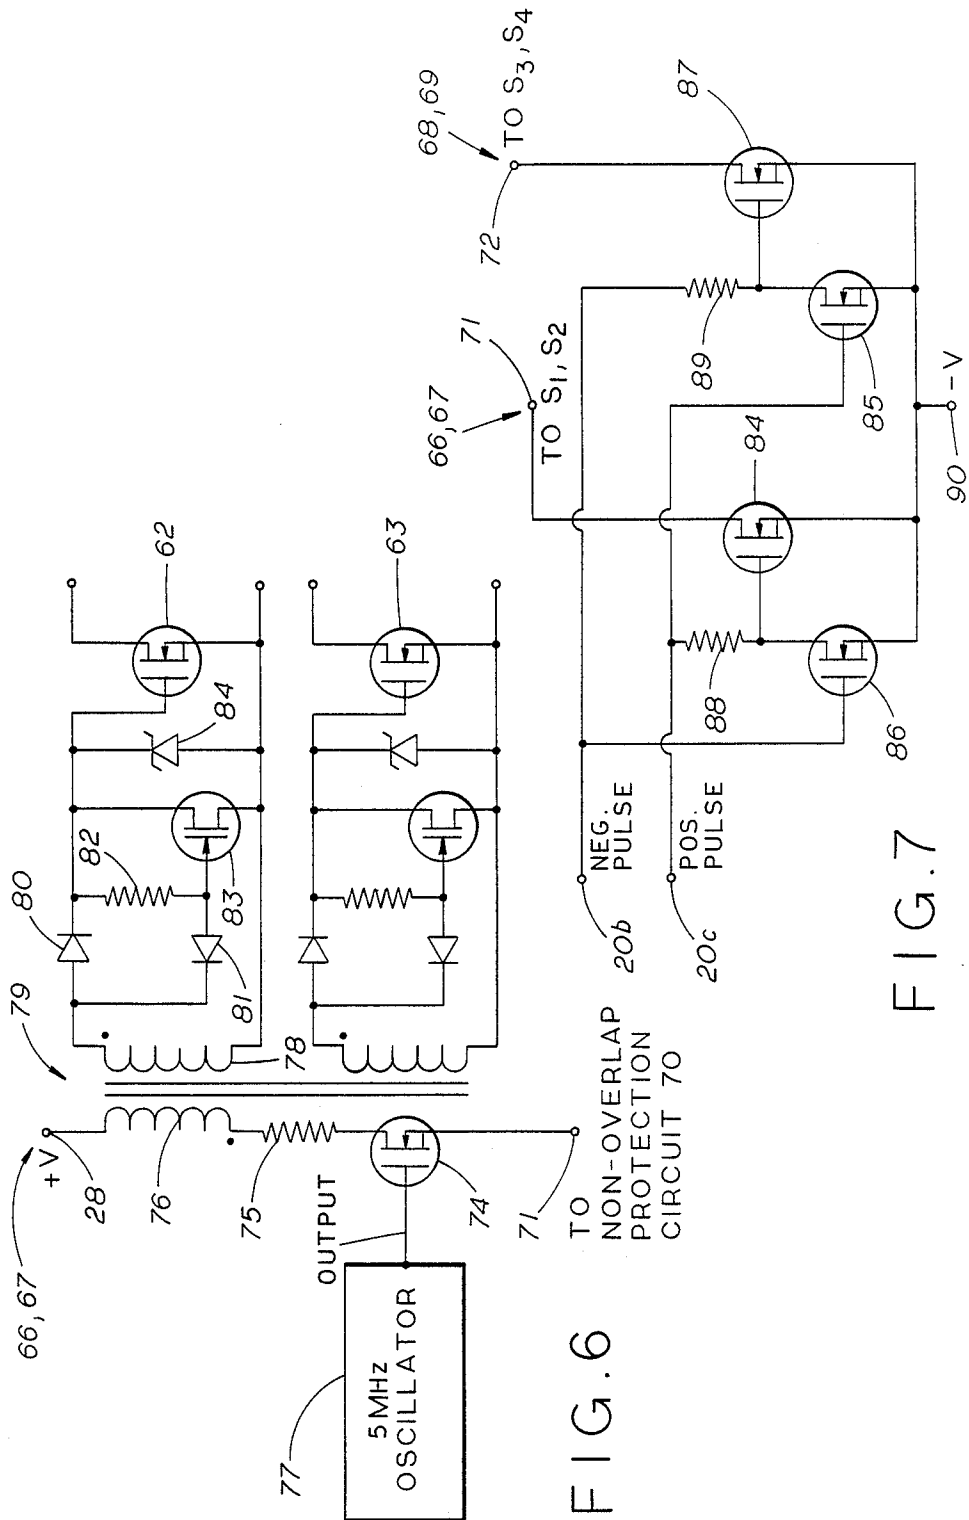 66,67
+V
28
76
75
74
71
79
80
81
82
83
84
78
62
63
OUTPUT
77
5MHz
OSCILLATOR
TO
NON-OVERLAP
PROTECTION
CIRCUIT 70
FIG.6
66,67
71
TO S1, S2
68,69
72
TO S3, S4
NEG.
PULSE
20b
POS.
PULSE
20c
88
86
84
89
85
87
90
-V
FIG.7